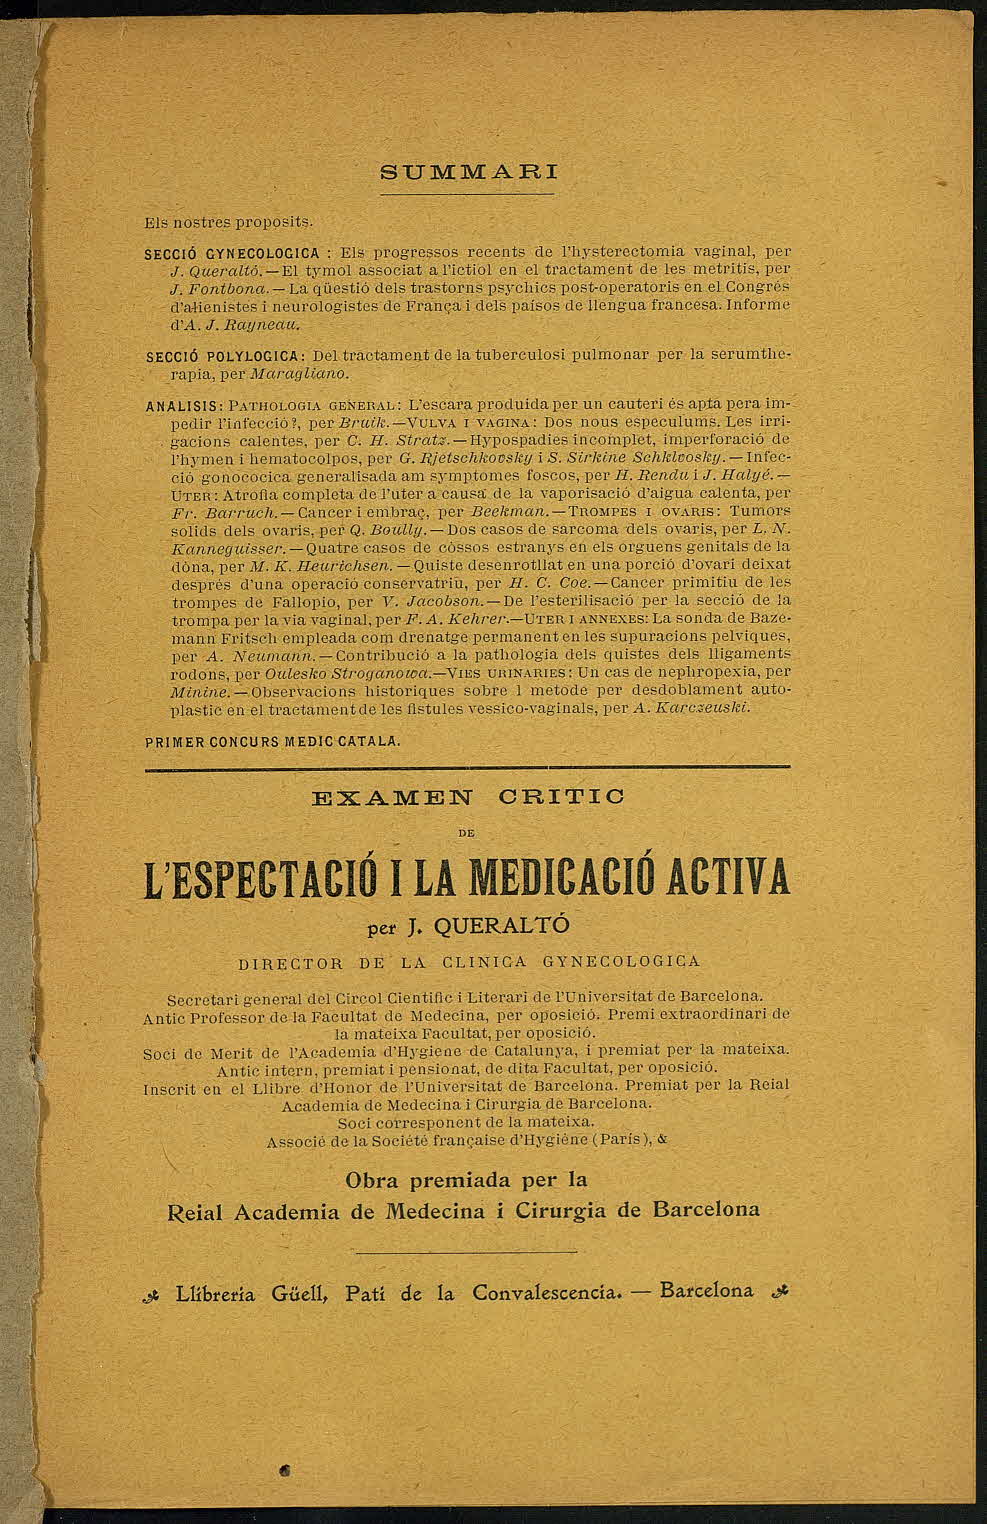 SUMMARI
Els nostres proposits.
SECCIÓ GYNECOLOGICA : Els progressos recents de l'hysterectomia vaginal, per
J. Queraltó.—El tymol associat a l'ictiol en el tractament de les metritis, per
J. Fontbona.—La qüestió dels trastorns psychics post-operatoris en el Congrés
d'alienistes i neurologistes de França i dels països de llengua francesa. Informe
d'A. J. Rayneau.
SECCIÓ POLYLOGICA: Del tractament de la tuberculosi pulmonar per la serumthe-
rapia, per Maragliano.
ANALISIS: PATHOLOGIA GENERAL: L'escara produida per un cauteri és apta pera im-
pedir l'infecció?, per Bruik.—VULVA I VAGINA: Dos nous especulums. Les irri-
gacions calentes, per C. H. Stratz.—Hypospadies incomplet, imperforació de
l'hymen i hematocolpos, per G. Rjetschkovsky i S. Sirkine Schklvosky.—Infec-
ció gonococica generalisada am symptomes foscos, per H. Rendu i J. Halyé.—
UTER: Atrofia completa de l'uter a causa de la vaporisació d'aigua calenta, per
Fr. Barruch.—Cancer i embraç, per Beekman.—TROMPES I OVARIS: Tumors
solids dels ovaris, per Q. Boully.—Dos casos de sarcoma dels ovaris, per L. N.
Kanneguisser.—Quatre casos de còssos estranys en els orguens genitals de la
dòna, per M. K. Heurichsen.—Quiste desenrotllat en una porció d'ovari deixat
després d'una operació conservatriu, per H. C. Coe.—Cancer primitiu de les
trompes de Fallopio, per V. Jacobson.—De l'esterilisació per la secció de la
trompa per la via vaginal, per F. A. Kehrer.—UTER I ANNEXES: La sonda de Baze-
mann Fritsch empleada com drenatge permanent en les supuracions pelviques,
per A. Neumann.—Contribució a la pathologia dels quistes dels lligaments
rodons, per Oulesko Stroganowa.—VIES URINARIES: Un cas de nephropexia, per
Minine.—Observacions historiques sobre l metode per desdoblament auto-
plastic en el tractament de les fistules vessico-vaginals, per A. Karczeuski.
PRIMER CONCURS MEDIC CATALA.
EXAMEN CRITIC
DE
L'ESPECTACIÓ I LA MEDICACIÓ ACTIVA
per J. QUERALTÓ
DIRECTOR DE LA CLINICA GYNECOLOGICA
Secretari general del Circol Cientific i Literari de l'Universitat de Barcelona.
Antic Professor de la Facultat de Medecina, per oposició. Premi extraordinari de
la mateixa Facultat, per oposició.
Soci de Merit de l'Academia d'Hygiene de Catalunya, i premiat per la mateixa.
Antic intern, premiat i pensionat, de dita Facultat, per oposició.
Inscrit en el Llibre d'Honor de l'Universitat de Barcelona. Premiat per la Reial
Academia de Medecina i Cirurgia de Barcelona.
Soci corresponent de la mateixa.
Associé de la Société française d'Hygiène (París), &
Obra premiada per la
Reial Academia de Medecina i Cirurgia de Barcelona
Llibreria Güell, Pati de la Convalescencia. — Barcelona